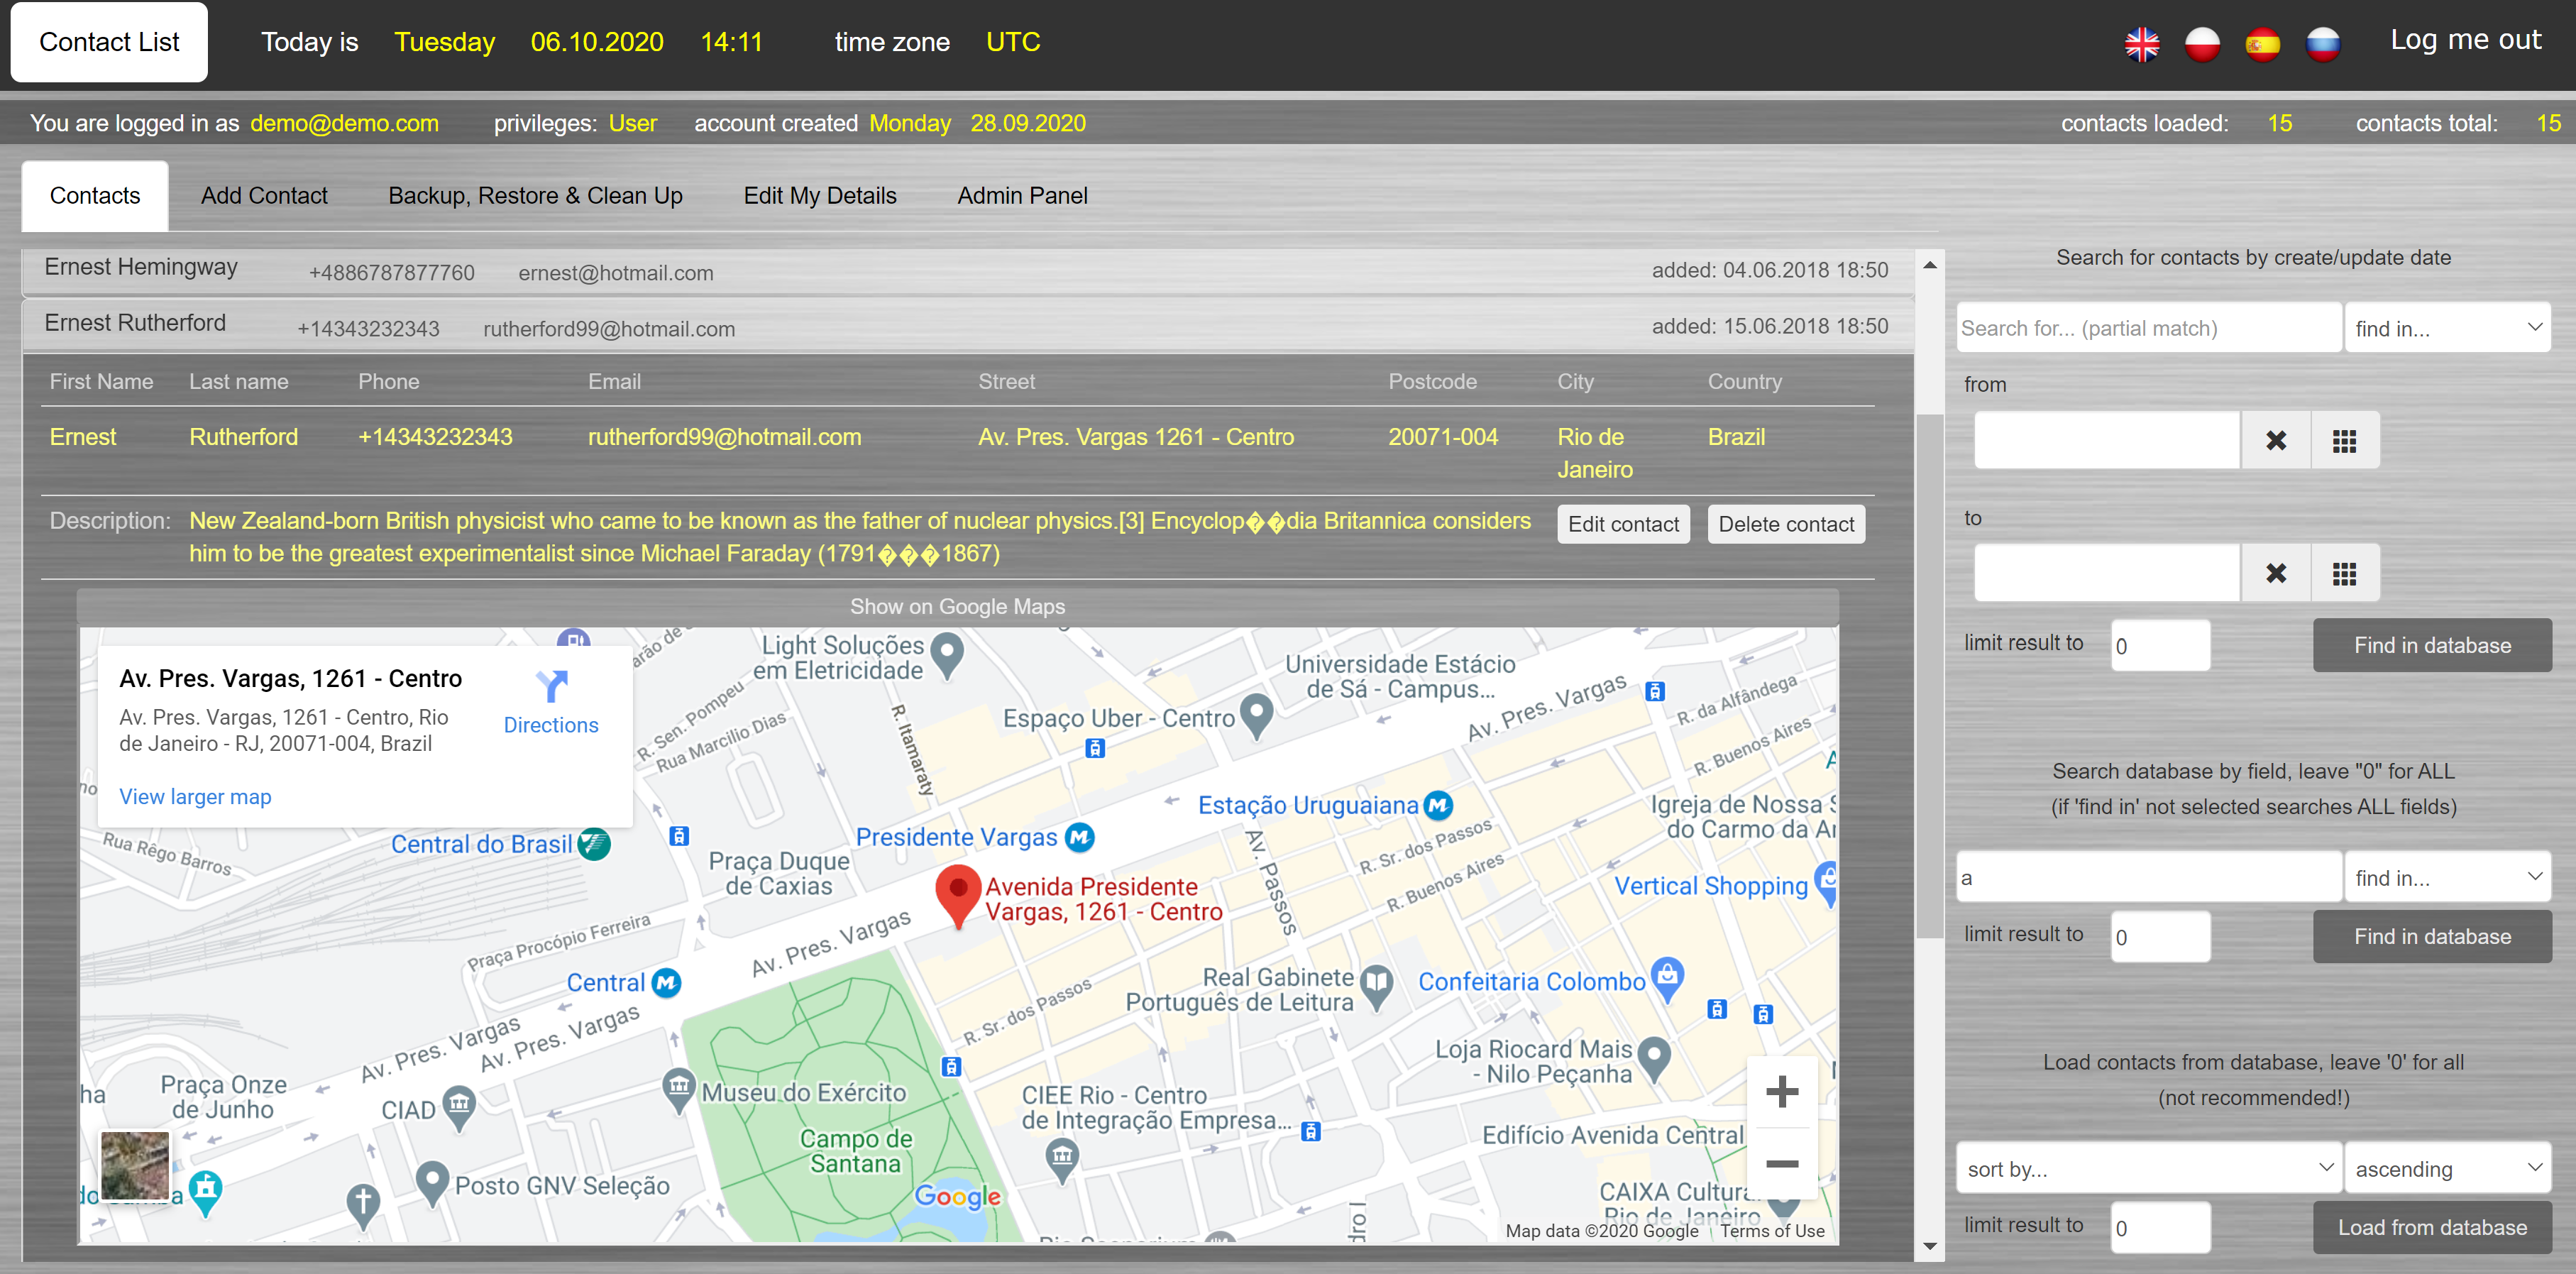 Contact List Today is Tuesday 06.10.2020 14:11 time zone UTC Log me out
You are logged in as demo@demo.com privileges: User account created Monday 28.09.2020 contacts loaded: 15 contacts total: 15
Contacts Add Contact Backup, Restore & Clean Up Edit My Details Admin Panel
Ernest Hemingway +4886787877760 ernest@hotmail.com added: 04.06.2018 18:50
Ernest Rutherford +14343232343 rutherford99@hotmail.com added: 15.06.2018 18:50
First Name Last name Phone Email Street Postcode City Country
Ernest Rutherford +14343232343 rutherford99@hotmail.com Av. Pres. Vargas 1261 - Centro 20071-004 Rio de Brazil
Janeiro
Description: New Zealand-born British physicist who came to be known as the father of nuclear physics.[3] Encyclop��dia Britannica considers
him to be the greatest experimentalist since Michael Faraday (1791���1867)
Edit contact Delete contact
Show on Google Maps
Av. Pres. Vargas, 1261 - Centro
Av. Pres. Vargas, 1261 - Centro, Rio
de Janeiro - RJ, 20071-004, Brazil
Directions
View larger map
Light Soluções
em Eletricidade
Universidade Estácio
de Sá - Campus...
Espaço Uber - Centro
Av. Pres. Vargas
R. da Alfândega
R. Buenos Aires
R. Sen. Pompeu
Rua Marcilio Dias
R. Itamaraty
Estação Uruguaiana
Igreja de Nossa S
do Carmo da Ar
Presidente Vargas
Central do Brasil
Rua Rêgo Barros
Praça Duque
de Caxias
Av. Passos
R. Sr. dos Passos
R. Buenos Aires
Vertical Shopping
Avenida Presidente
Vargas, 1261 - Centro
Praça Procópio Ferreira
Av. Pres. Vargas
Central
Real Gabinete
Português de Leitura
Confeitaria Colombo
R. Sr. dos Passos
Av. Pres. Vargas
Av. Pres. Vargas
Loja Riocard Mais
- Nilo Peçanha
Praça Onze
de Junho
CIAD
Museu do Exército
CIEE Rio - Centro
de Integração Empresa...
Edifício Avenida Central
Campo de
Santana
Posto GNV Seleção
CAIXA Cultural
Rio de Janeiro
Google
Map data ©2020 Google Terms of Use
Search for contacts by create/update date
Search for... (partial match) find in...
from
to
limit result to 0 Find in database
Search database by field, leave "0" for ALL
(if 'find in' not selected searches ALL fields)
a find in...
limit result to 0 Find in database
Load contacts from database, leave '0' for all
(not recommended!)
sort by... ascending
limit result to 0 Load from database